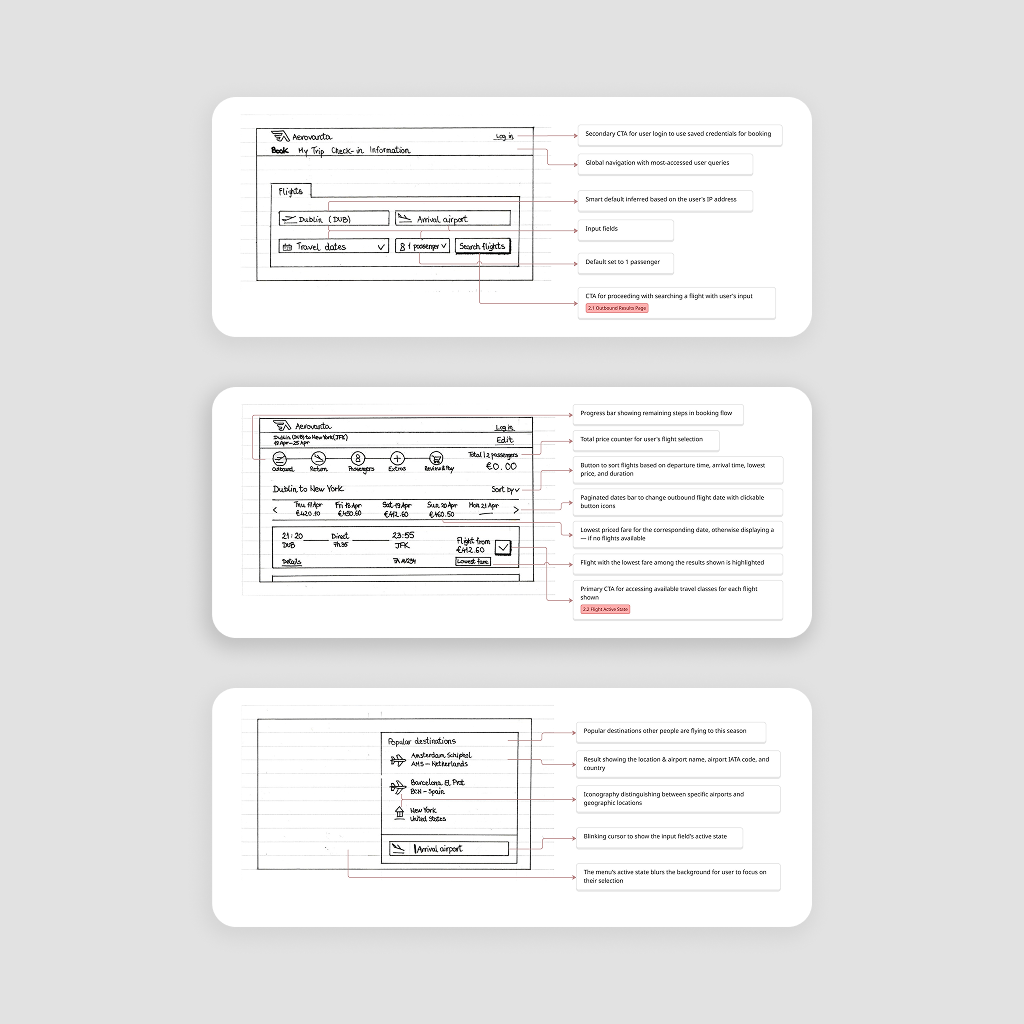 Aerovanta
Log in
Book My Trip Check-in Information
Flights
Dublin (DUB)
Arrival airport
Travel dates
1 passenger
Search flights
Secondary CTA for user login to use saved credentials for booking
Global navigation with most-accessed user queries
Smart default inferred based on the user's IP address
Input fields
Default set to 1 passenger
CTA for proceeding with searching a flight with user's input
2.1 Outbound Results Page
Aerovanta
Log in
Dublin (DUB) to New York (JFK)
19 Apr - 25 Apr
Edit
Outbound
Return
Passengers
Extras
Review & Pay
Total | 2 passengers
€0.00
Dublin to New York
Sort by
Thu 17 Apr
Fri 18 Apr
Sat 19 Apr
Sun 20 Apr
Mon 21 Apr
€420.10
€450.60
€412.60
€460.50
—
21:20
Direct
23:55
DUB
7h35
JFK
Flight from
€412.60
Details
Lowest fare
Progress bar showing remaining steps in booking flow
Total price counter for user's flight selection
Button to sort flights based on departure time, arrival time, lowest
price, and duration
Paginated dates bar to change outbound flight date with clickable
button icons
Lowest priced fare for the corresponding date, otherwise displaying a
— if no flights available
Flight with the lowest fare among the results shown is highlighted
Primary CTA for accessing available travel classes for each flight
shown
2.2 Flight Active State
Popular destinations
Amsterdam, Schiphol
AMS - Netherlands
Barcelona, El Prat
BCN - Spain
New York
United States
Arrival airport
Popular destinations other people are flying to this season
Result showing the location & airport name, airport IATA code, and
country
Iconography distinguishing between specific airports and
geographic locations
Blinking cursor to show the input field's active state
The menu's active state blurs the background for user to focus on
their selection